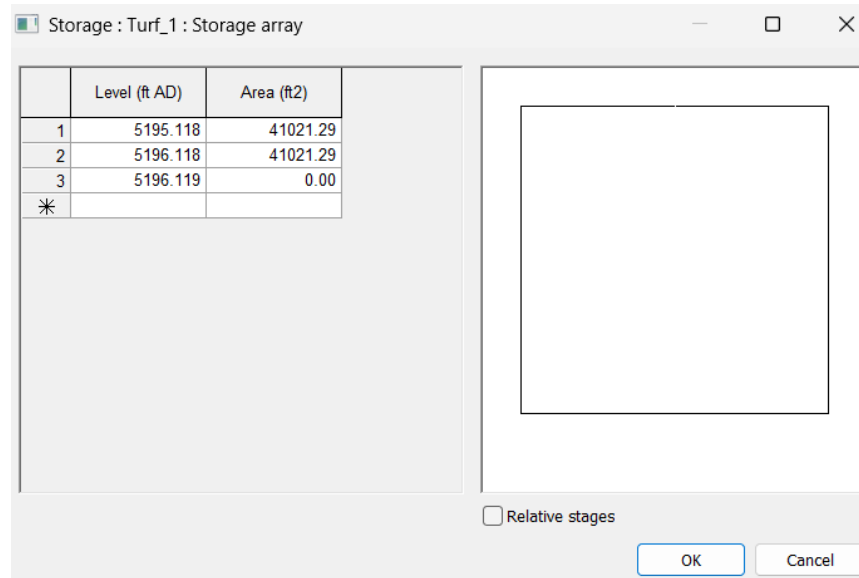 Storage : Turf_1 : Storage array
Level (ft AD) Area (ft2)
1 5195.118 41021.29
2 5196.118 41021.29
3 5196.119 0.00
Relative stages
OK Cancel